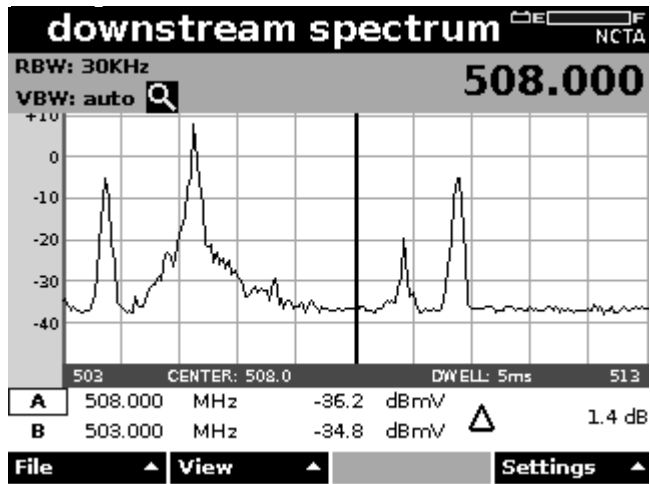 downstream spectrum E F
NCTA
RBW: 30KHz
508.000
VBW: auto
+10
0
-10
-20
-30
-40
503 CENTER: 508.0 DWELL: 5ms 513
A 508.000 MHz -36.2 dBmV
Δ 1.4 dB
B 503.000 MHz -34.8 dBmV
File View Settings